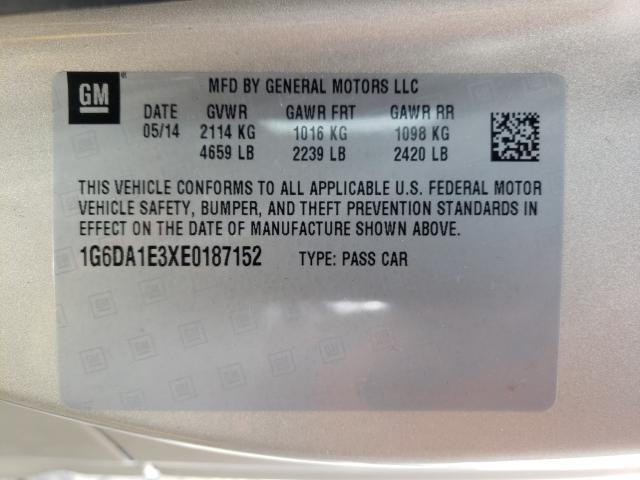 GM
MFD BY GENERAL MOTORS LLC
DATE GVWR GAWR FRT GAWR RR
05/14 2114 KG 1016 KG 1098 KG
4659 LB 2239 LB 2420 LB
THIS VEHICLE CONFORMS TO ALL APPLICABLE U.S. FEDERAL MOTOR
VEHICLE SAFETY, BUMPER, AND THEFT PREVENTION STANDARDS IN
EFFECT ON THE DATE OF MANUFACTURE SHOWN ABOVE.
1G6DA1E3XE0187152 TYPE: PASS CAR